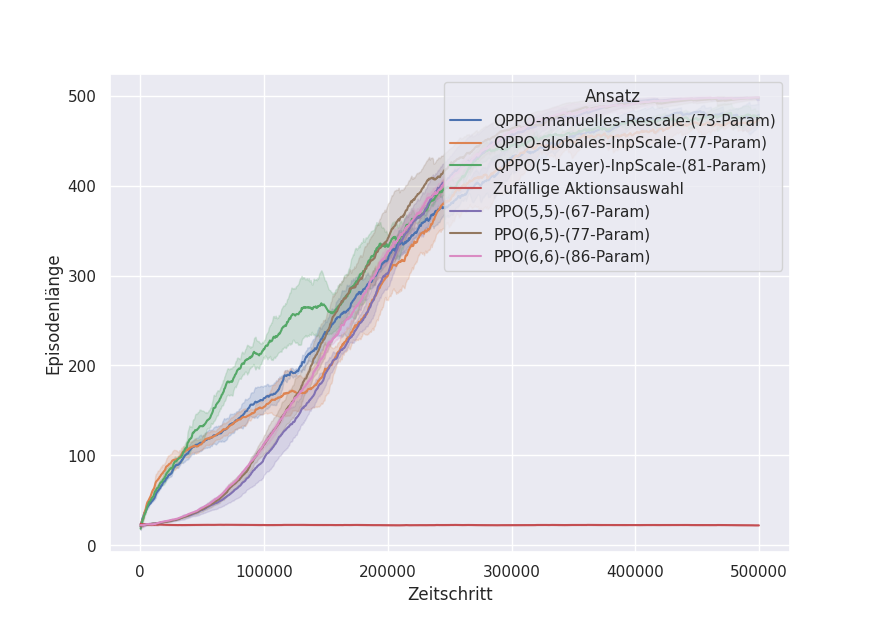 500
400
300
200
100
0
Episodenlänge
Ansatz
QPPO-manuelles-Rescale-(73-Param)
QPPO-globales-InpScale-(77-Param)
QPPO(5-Layer)-InpScale-(81-Param)
Zufällige Aktionsauswahl
PPO(5,5)-(67-Param)
PPO(6,5)-(77-Param)
PPO(6,6)-(86-Param)
0 100000 200000 300000 400000 500000
Zeitschritt